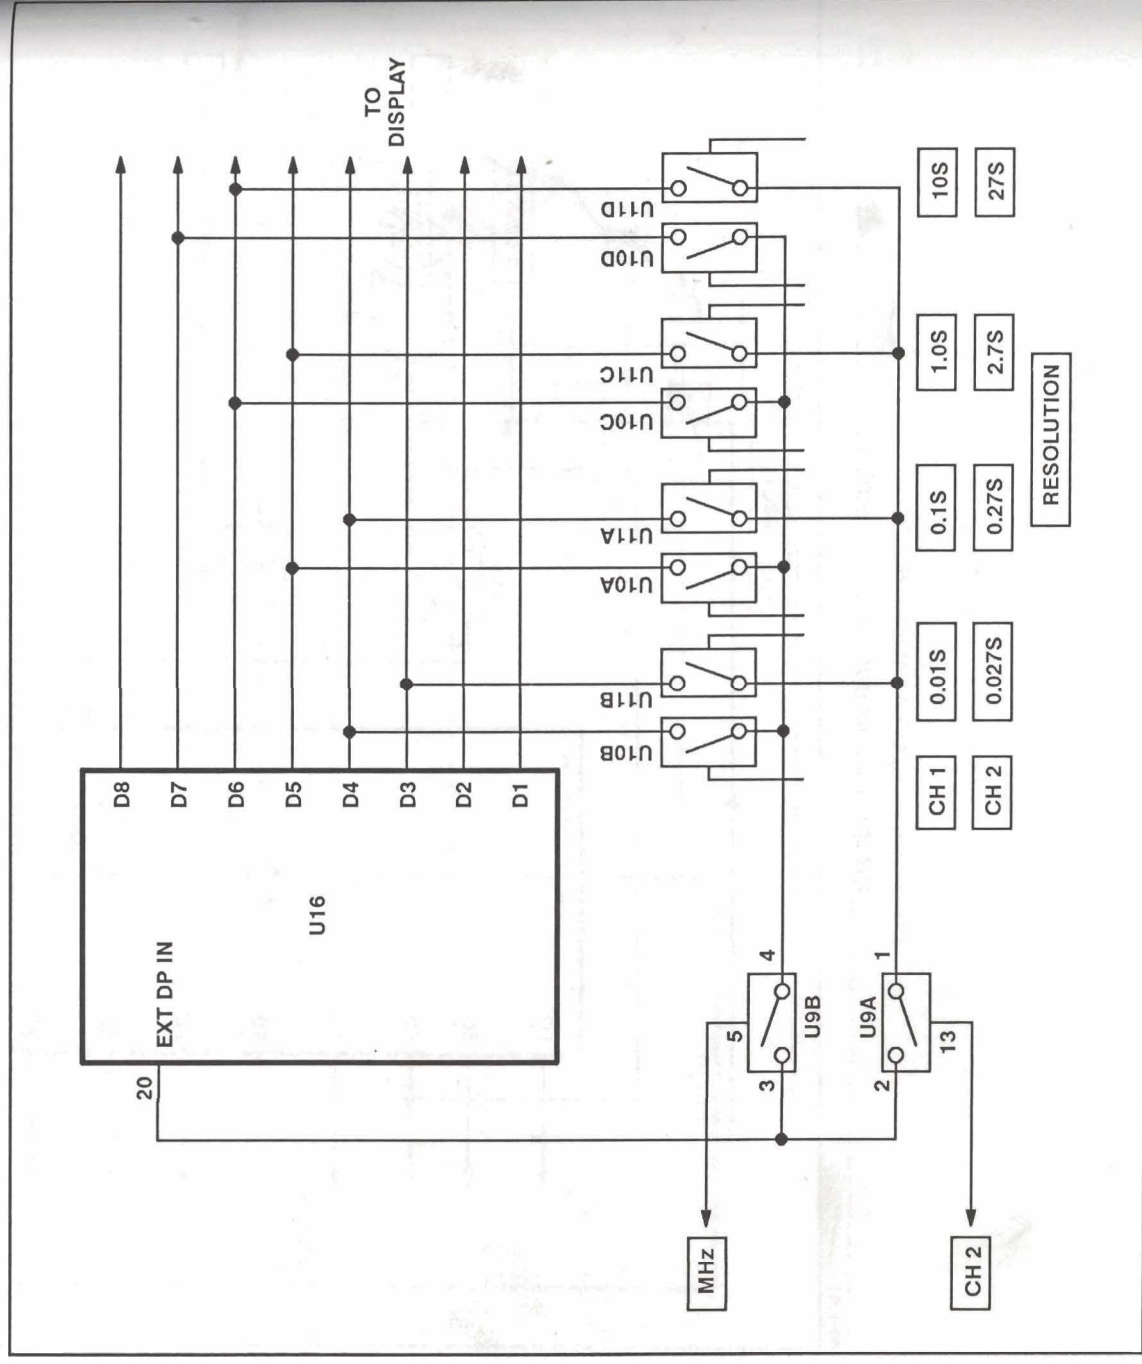 TO
DISPLAY
D8
D7
D6
D5
D4
D3
D2
D1
EXT DP IN
U16
20
U10B
U11B
U10A
U11A
U10C
U11C
U10D
U11D
MHz
5
3
4
U9B
CH 2
13
2
1
U9A
CH 1
0.01S
0.1S
1.0S
10S
CH 2
0.027S
0.27S
2.7S
27S
RESOLUTION